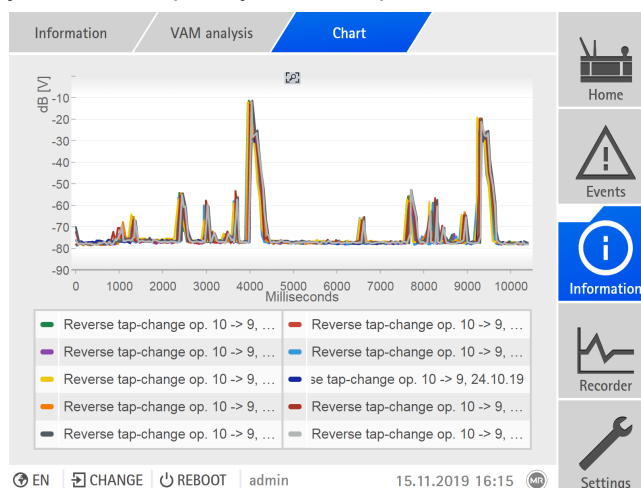 Information
VAM analysis
Chart
dB [V]
-10
-20
-30
-40
-50
-60
-70
-80
-90
0 1000 2000 3000 4000 5000 6000 7000 8000 9000 10000
Milliseconds
Reverse tap-change op. 10 -> 9, ...
Reverse tap-change op. 10 -> 9, ...
Reverse tap-change op. 10 -> 9, ...
Reverse tap-change op. 10 -> 9, ...
Reverse tap-change op. 10 -> 9, ...
se tap-change op. 10 -> 9, 24.10.19
Reverse tap-change op. 10 -> 9, ...
Reverse tap-change op. 10 -> 9, ...
Reverse tap-change op. 10 -> 9, ...
Reverse tap-change op. 10 -> 9, ...
Home
Events
Information
Recorder
Settings
EN
CHANGE
REBOOT
admin
15.11.2019 16:15
MR